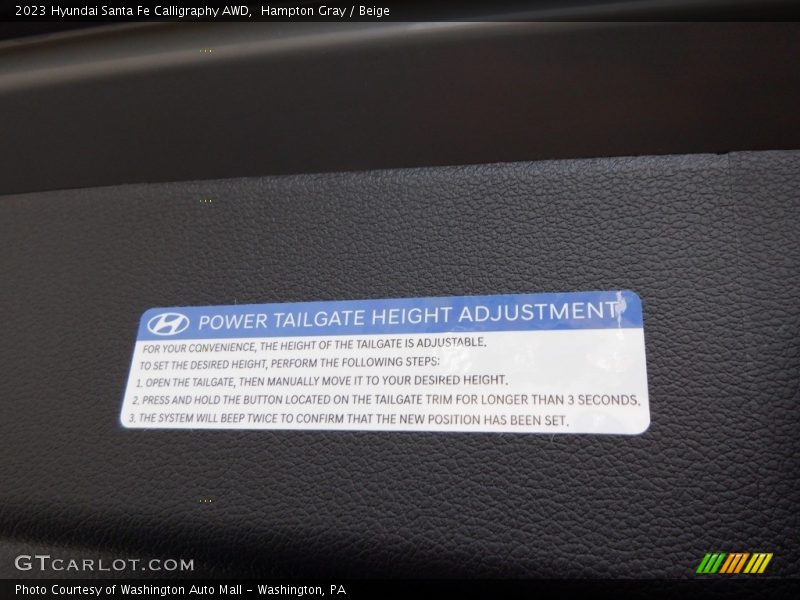 2023 Hyundai Santa Fe Calligraphy AWD,  Hampton Gray / Beige
POWER TAILGATE HEIGHT ADJUSTMENT
FOR YOUR CONVENIENCE, THE HEIGHT OF THE TAILGATE IS ADJUSTABLE.
TO SET THE DESIRED HEIGHT, PERFORM THE FOLLOWING STEPS:
1. OPEN THE TAILGATE, THEN MANUALLY MOVE IT TO YOUR DESIRED HEIGHT.
2. PRESS AND HOLD THE BUTTON LOCATED ON THE TAILGATE TRIM FOR LONGER THAN 3 SECONDS.
3. THE SYSTEM WILL BEEP TWICE TO CONFIRM THAT THE NEW POSITION HAS BEEN SET.
GTCARLOT.COM
Photo Courtesy of Washington Auto Mall - Washington, PA